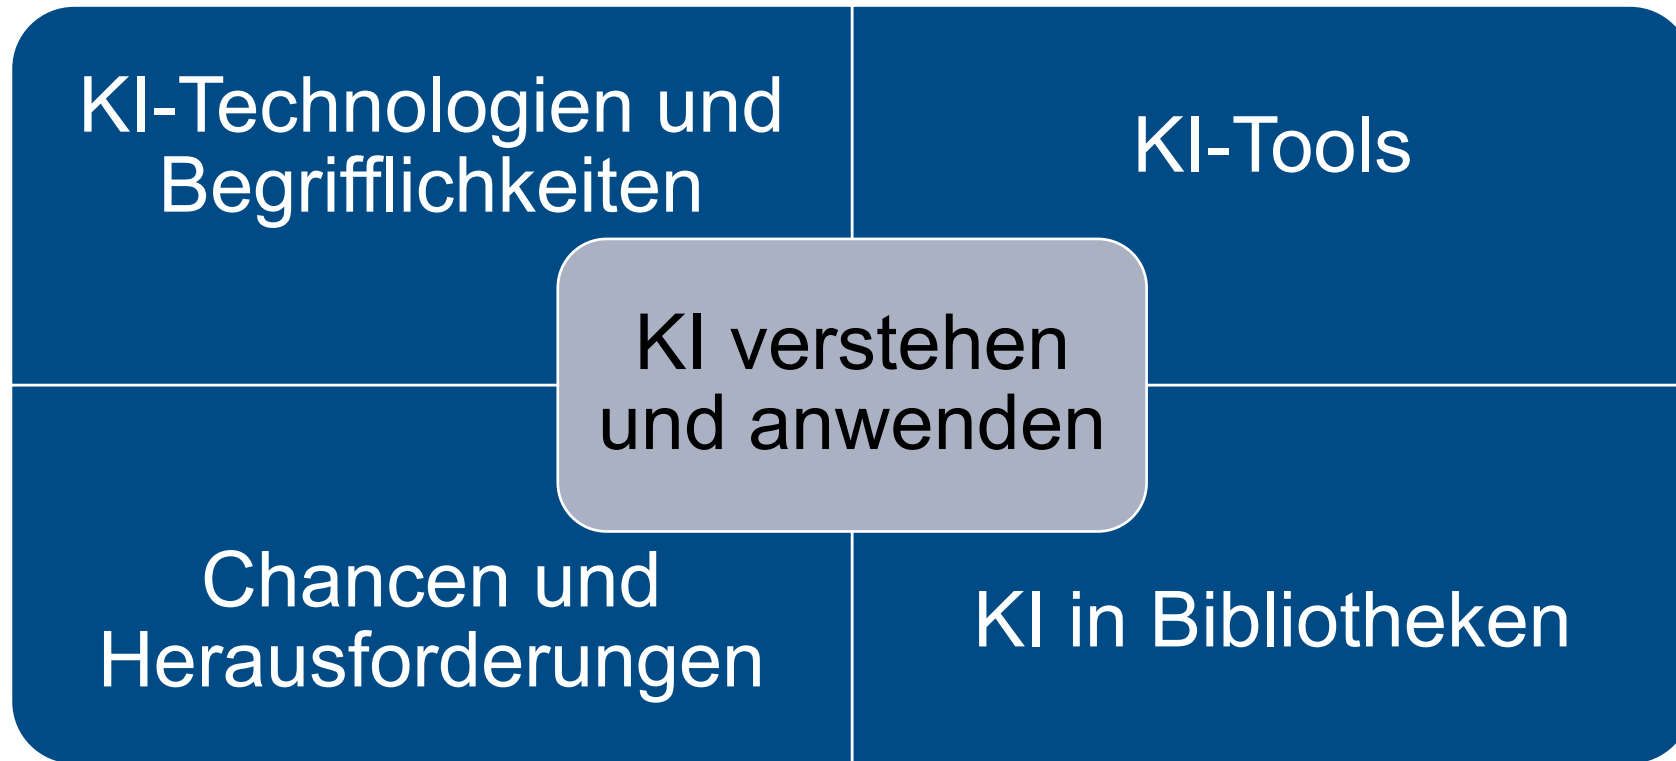 KI-Technologien und
Begrifflichkeiten
KI-Tools
KI verstehen
und anwenden
Chancen und
Herausforderungen
KI in Bibliotheken